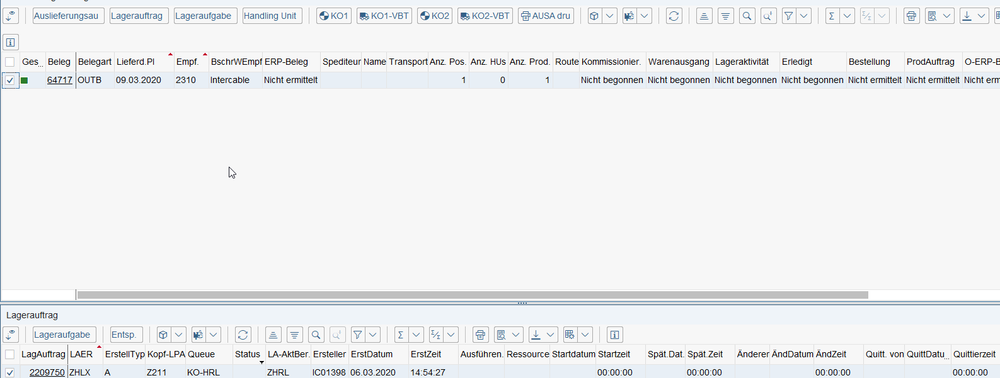 Auslieferungsau Lagerauftrag Lageraufgabe Handling Unit KO1 KO1-VBT KO2 KO2-VBT AUSA dru
Ges... Beleg Belegart Lieferd.Pl Empf. BschrWEmpf ERP-Beleg Spediteur Name Transport Anz. Pos. Anz. HUs Anz. Prod. Route Kommissionier. Warenausgang Lageraktivität Erledigt Bestellung ProdAuftrag O-ERP-B
64717 OUTB 09.03.2020 2310 Intercable Nicht ermittelt 1 0 1 Nicht begonnen Nicht begonnen Nicht begonnen Nicht begonnen Nicht ermittelt Nicht ermittelt Nicht erm
Lagerauftrag
Lageraufgabe Entsp.
LagAuftrag LAER ErstellTyp Kopf-LPA Queue Status LA-AktBer. Ersteller ErstDatum ErstZeit Ausführen. Ressource Startdatum Startzeit Spät.Dat. Spät.Zeit Änderer ÄndDatum ÄndZeit Quitt. von QuittDatu... Quittierzeit
2209750 ZHLX A Z211 KO-HRL ZHRL IC01398 06.03.2020 14:54:27 00:00:00 00:00:00 00:00:00 00:00:00